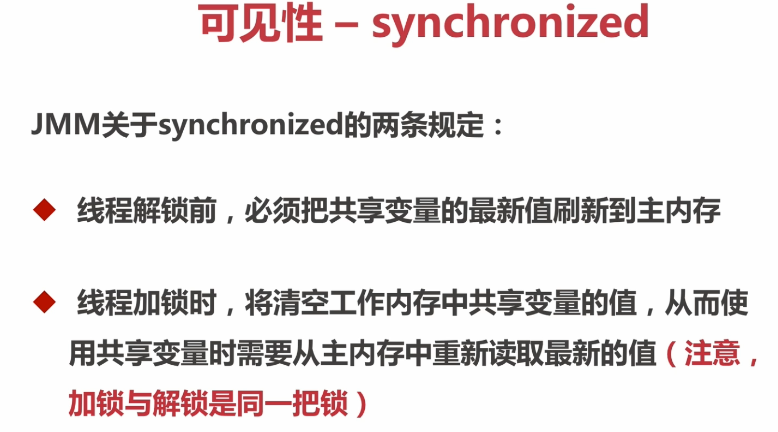 可见性 – synchronized
JMM关于synchronized的两条规定：
线程解锁前，必须把共享变量的最新值刷新到主内存
线程加锁时，将清空工作内存中共享变量的值，从而使
用共享变量时需要从主内存中重新读取最新的值（注意，
加锁与解锁是同一把锁）